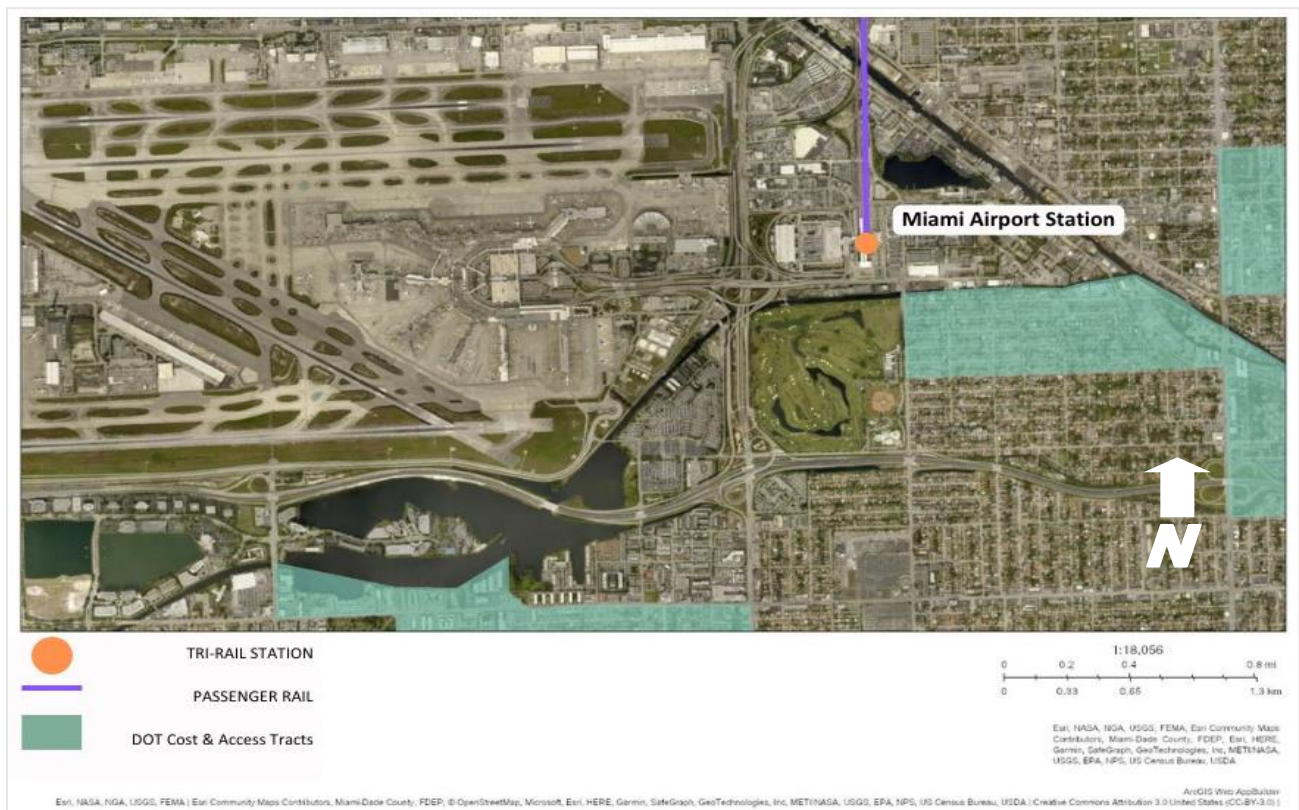 Miami Airport Station
N
TRI-RAIL STATION
PASSENGER RAIL
DOT Cost & Access Tracts
1:18,056
0 0.2 0.4 0.8 mi
0 0.33 0.65 1.3 km
Esri, NASA, NGA, USGS, FEMA, Esri Community Maps
Contributors, Miami-Dade County, FDEP, Esri, HERE,
Garmin, SafeGraph, GeoTechnologies, Inc, METI/NASA,
USGS, EPA, NPS, US Census Bureau, USDA
ArcGIS Web AppBuilder
Esri, NASA, NGA, USGS, FEMA | Esri Community Maps Contributors, Miami-Dade County, FDEP, © OpenStreetMap, Microsoft, Esri, HERE, Garmin, SafeGraph, GeoTechnologies, Inc, METI/NASA, USGS, EPA, NPS, US Census Bureau, USDA | Creative Commons Attribution 3.0 United States (CC-BY-3.0) |